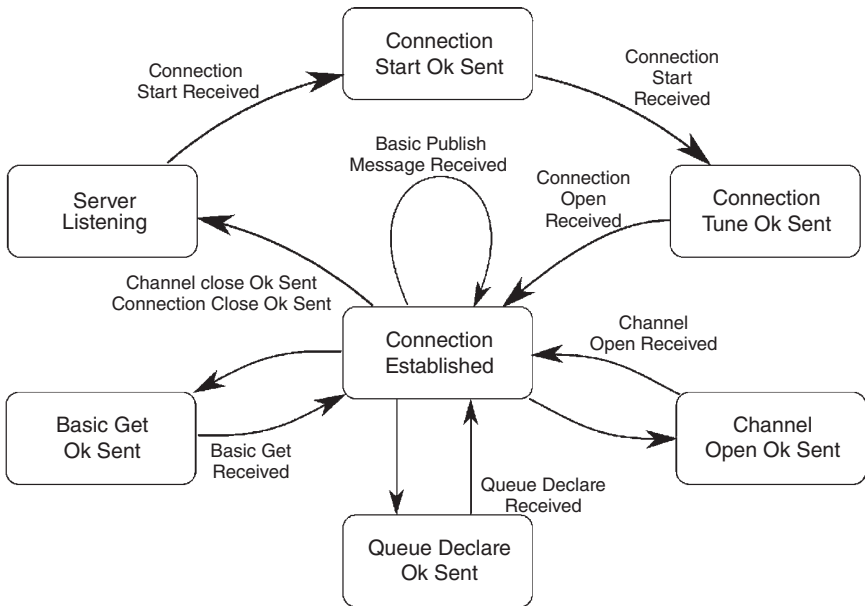 Connection
Start Ok Sent
Connection
Start Received
Connection
Start
Received
Basic Publish
Message Received
Server
Listening
Connection
Open
Received
Connection
Tune Ok Sent
Channel close Ok Sent
Connection Close Ok Sent
Connection
Established
Channel
Open Received
Basic Get
Ok Sent
Basic Get
Received
Channel
Open Ok Sent
Queue Declare
Received
Queue Declare
Ok Sent